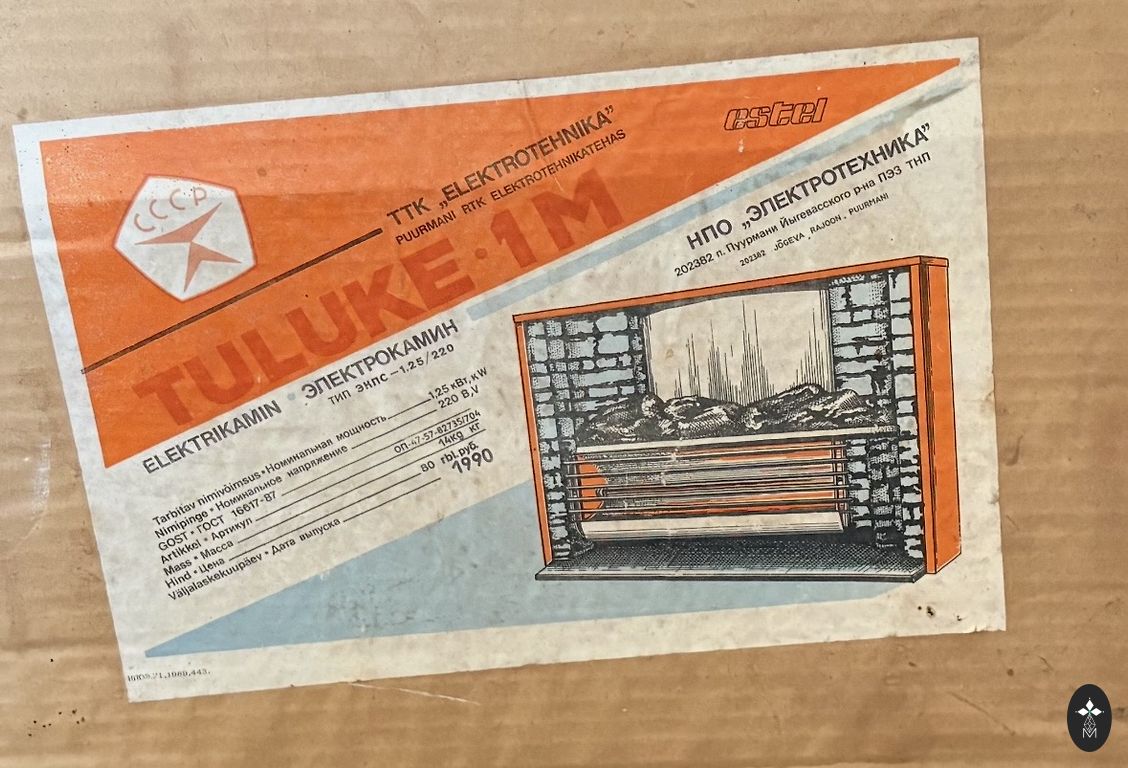 СССР
TTK „ELEKTROTEHNIKA”
PUURMANI RTK ELEKTROTEHNIKATEHAS
estel
TULUKE·1M
НПО „ЭЛЕКТРОТЕХНИКА”
202382 п. Пуурмани Йыгеваского р-на ПЭЗ ТНП
202382 JÕGEVA RAJOON, PUURMANI
ELEKTRIKAMIN · ЭЛЕКТРОКАМИН
ТИП ЭНПС –1.25/220
Tarbitav nimivõimsus • Номинальная мощность 1,25 кВт, kW
Nimipinge • Номинальное напряжение 220 В,V
GOST • ГОСТ 16617-87
Artikkel • Артикул ОП-47-57-82735/704
Mass • Масса 14kg кг
Hind • Цена 80 rbl.руб.
Väljalaskekuupäev • Дата выпуска 1990
M